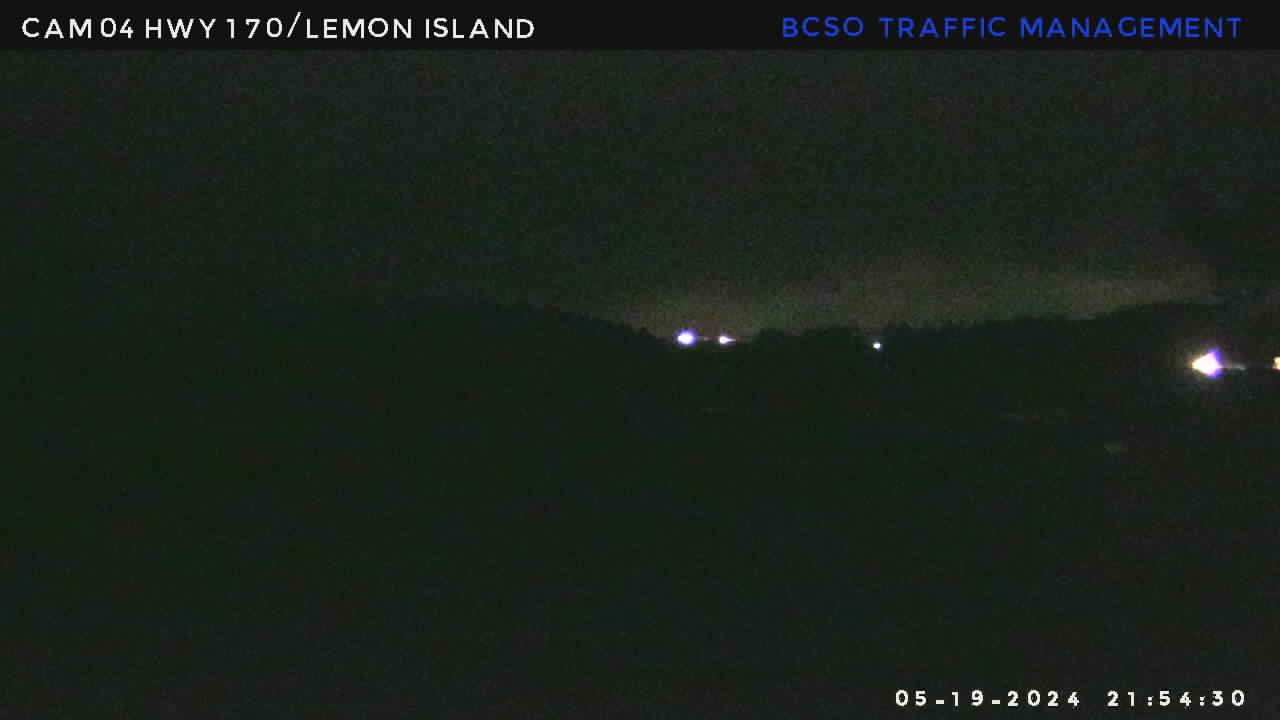 CAM04 HWY 170/LEMON ISLAND
BCSO TRAFFIC MANAGEMENT
05-19-2024 21:54:30